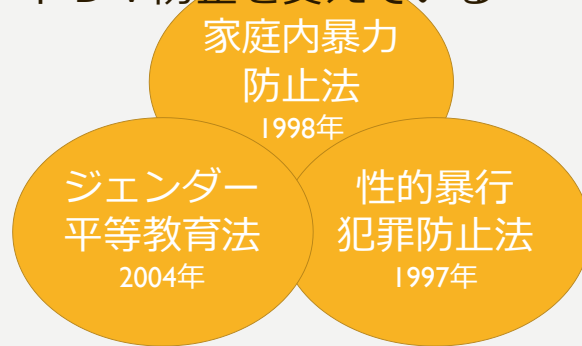 家庭内暴力
防止法
1998年
ジェンダー
平等教育法
2004年
性的暴行
犯罪防止法
1997年